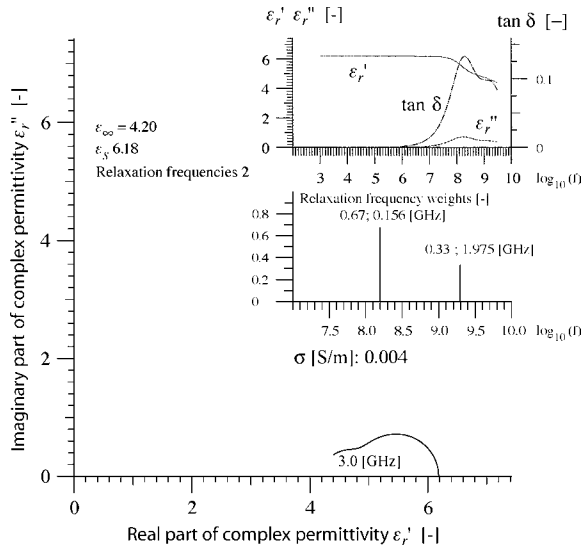 εr' εr'' [-]
tan δ [–]
6
4
2
0
0.1
0
εr'
tan δ
εr''
3 4 5 6 7 8 9 10 log10 (f)
ε∞ = 4.20
εS 6.18
Relaxation frequencies 2
Relaxation frequency weights [-]
0.67; 0.156 [GHz]
0.33 ; 1.975 [GHz]
0.8
0.6
0.4
0.2
0
7.5 8.0 8.5 9.0 9.5 10.0 log10 (f)
σ [S/m]: 0.004
Imaginary part of complex permittivity εr'' [-]
6
4
2
0
3.0 [GHz]
0 2 4 6
Real part of complex permittivity εr' [-]